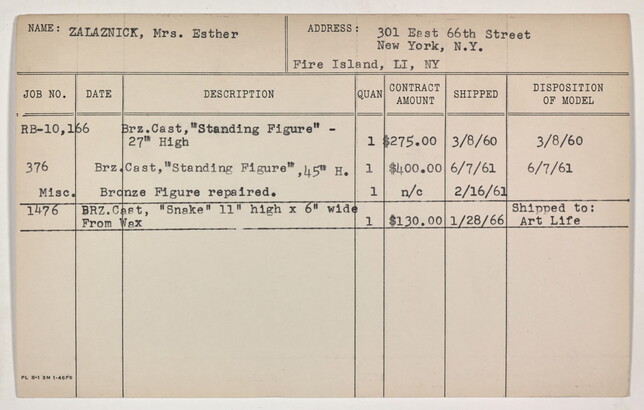 NAME: ZALAZNICK, Mrs. Esther
ADDRESS: 301 East 66th Street
New York, N.Y.
Fire Island, LI, NY
JOB NO. DATE DESCRIPTION QUAN CONTRACT AMOUNT SHIPPED DISPOSITION OF MODEL
RB-10,166 Brz.Cast,"Standing Figure" -
27" High 1 $275.00 3/8/60 3/8/60
376 Brz.Cast,"Standing Figure",45" H. 1 $400.00 6/7/61 6/7/61
Misc. Bronze Figure repaired. 1 n/c 2/16/61
1476 BRZ.Cast, "Snake" 11" high x 6" wide Shipped to:
From Wax 1 $130.00 1/28/66 Art Life